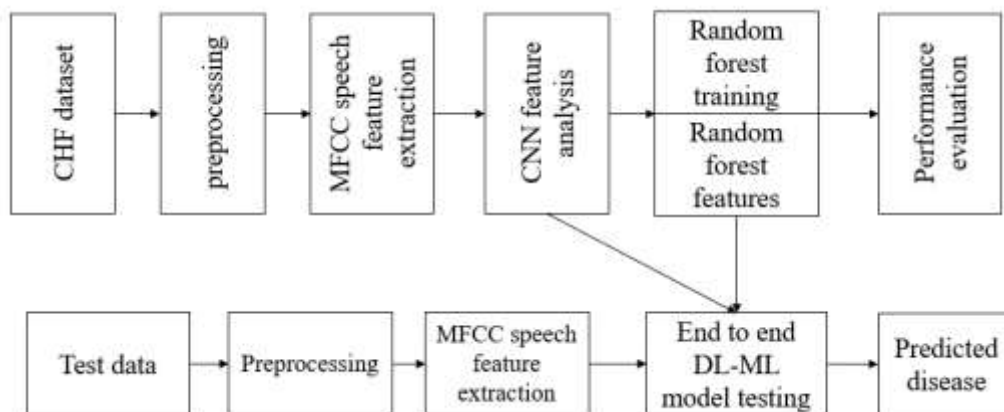 CHF dataset
preprocessing
MFCC speech
feature
extraction
CNN feature
analysis
Random
forest
training
Random
forest
features
Performance
evaluation
Test data
Preprocessing
MFCC speech
feature
extraction
End to end
DL-ML
model testing
Predicted
disease